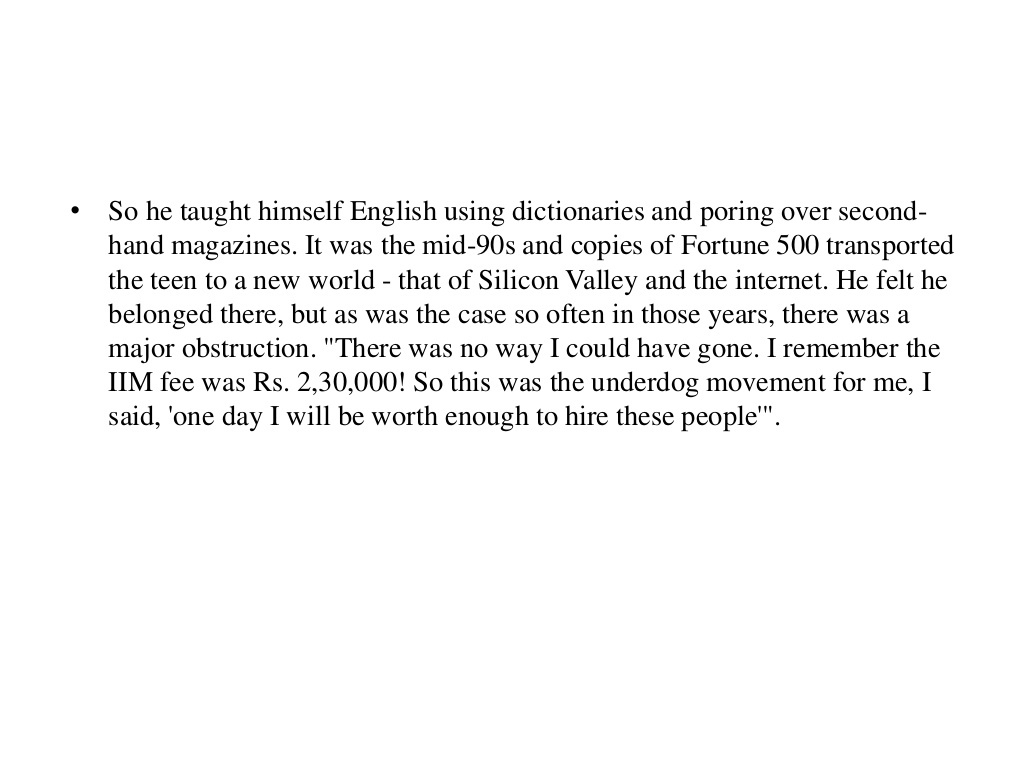 • So he taught himself English using dictionaries and poring over second-
hand magazines. It was the mid-90s and copies of Fortune 500 transported
the teen to a new world - that of Silicon Valley and the internet. He felt he
belonged there, but as was the case so often in those years, there was a
major obstruction. "There was no way I could have gone. I remember the
IIM fee was Rs. 2,30,000! So this was the underdog movement for me, I
said, 'one day I will be worth enough to hire these people'".